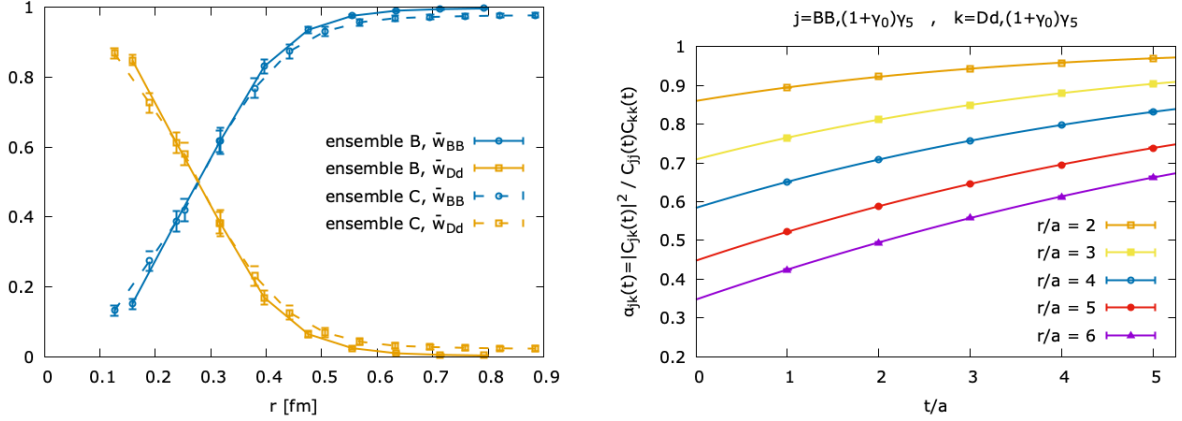 1
0.8
0.6
0.4
0.2
0
0
0.1
0.2
0.3
0.4
0.5
0.6
0.7
0.8
0.9
r [fm]
ensemble B, w̄BB
ensemble B, w̄Dd
ensemble C, w̄BB
ensemble C, w̄Dd
j=BB,(1+γ0)γ5 , k=Dd,(1+γ0)γ5
αjk(t)=|Cjk(t)|² / Cjj(t)Ckk(t)
1
0.9
0.8
0.7
0.6
0.5
0.4
0.3
0.2
0
1
2
3
4
5
t/a
r/a = 2
r/a = 3
r/a = 4
r/a = 5
r/a = 6